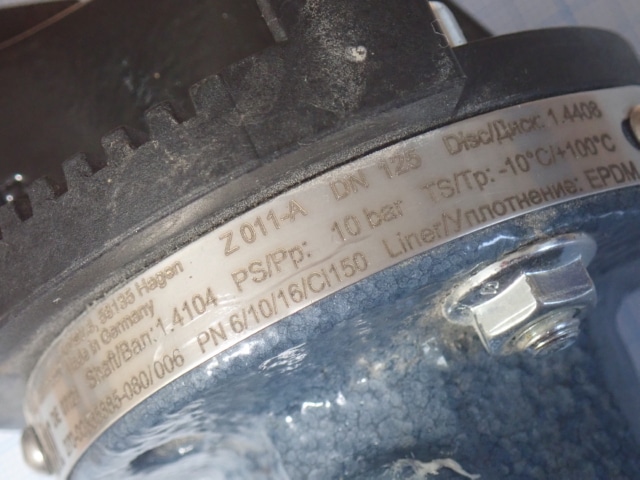 Z 011-A DN 125 Disc/Диск: 1.4408
58135 Hagen PS/Pp: 10 bar TS/Tp: -10°C/+100°C
Made in Germany
Shaft/Вал:1.4104 PN 6/10/16/Cl150 Liner/Уплотнение: EPDM
-080/006